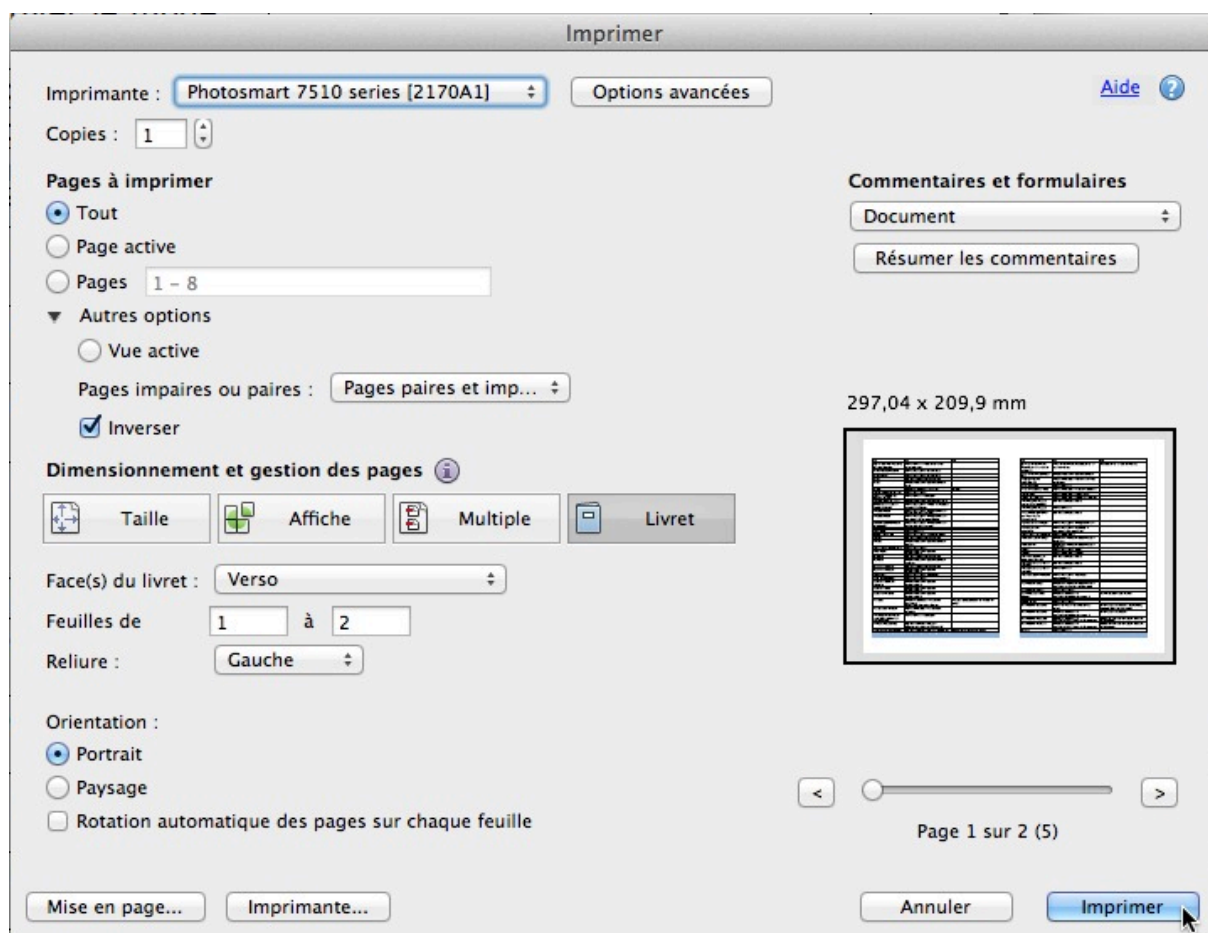 Imprimer
Imprimante : Photosmart 7510 series [2170A1] Options avancées Aide ?
Copies : 1
Pages à imprimer
Commentaires et formulaires
Tout
Document
Page active
Résumer les commentaires
Pages 1 - 8
Autres options
Vue active
Pages impaires ou paires : Pages paires et imp...
297,04 x 209,9 mm
Inverser
Dimensionnement et gestion des pages i
Taille Affiche Multiple Livret
Face(s) du livret : Verso
Feuilles de 1 à 2
Reliure : Gauche
Orientation :
Portrait
Paysage
< >
Rotation automatique des pages sur chaque feuille
Page 1 sur 2 (5)
Mise en page... Imprimante... Annuler Imprimer